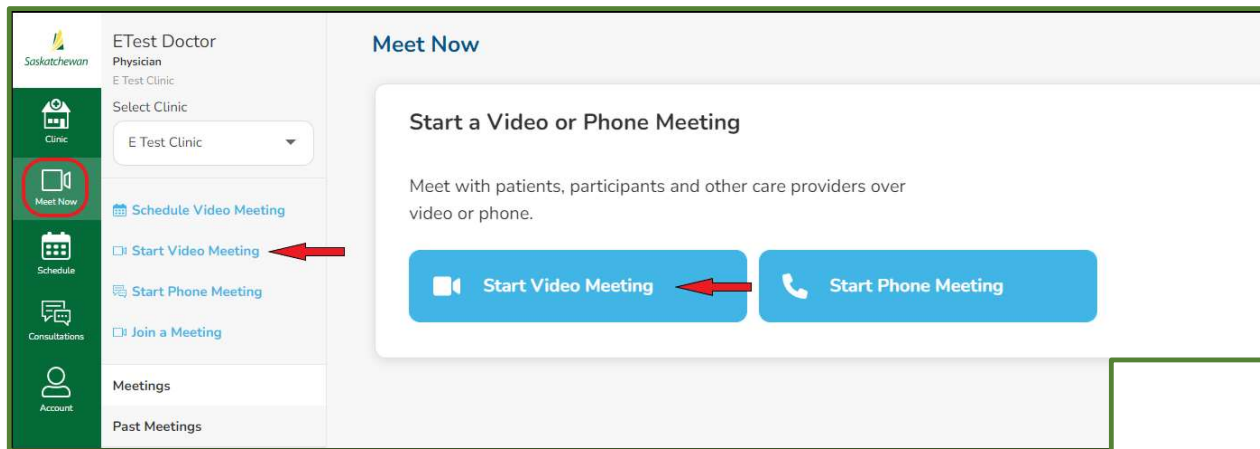 Saskatchewan
Clinic
Meet Now
Schedule
Consultations
Account
ETest Doctor
Physician
E Test Clinic
Select Clinic
E Test Clinic
Schedule Video Meeting
Start Video Meeting
Start Phone Meeting
Join a Meeting
Meetings
Past Meetings
Meet Now
Start a Video or Phone Meeting
Meet with patients, participants and other care providers over
video or phone.
Start Video Meeting
Start Phone Meeting